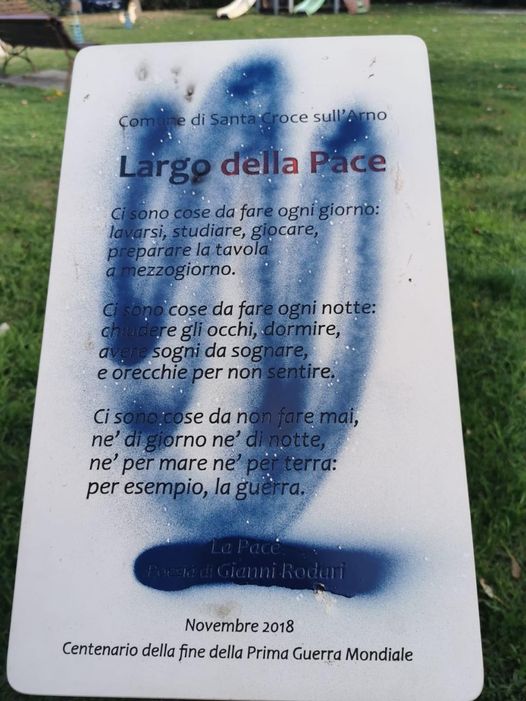 Comune di Santa Croce sull'Arno
Largo della Pace
Ci sono cose da fare ogni giorno:
lavarsi, studiare, giocare,
preparare la tavola
a mezzogiorno.
Ci sono cose da fare ogni notte:
chiudere gli occhi, dormire,
avere sogni da sognare,
e orecchie per non sentire.
Ci sono cose da non fare mai,
ne' di giorno ne' di notte,
ne' per mare ne' per terra:
per esempio, la guerra.
La Pace.
Poesia di Gianni Rodari
Novembre 2018
Centenario della fine della Prima Guerra Mondiale